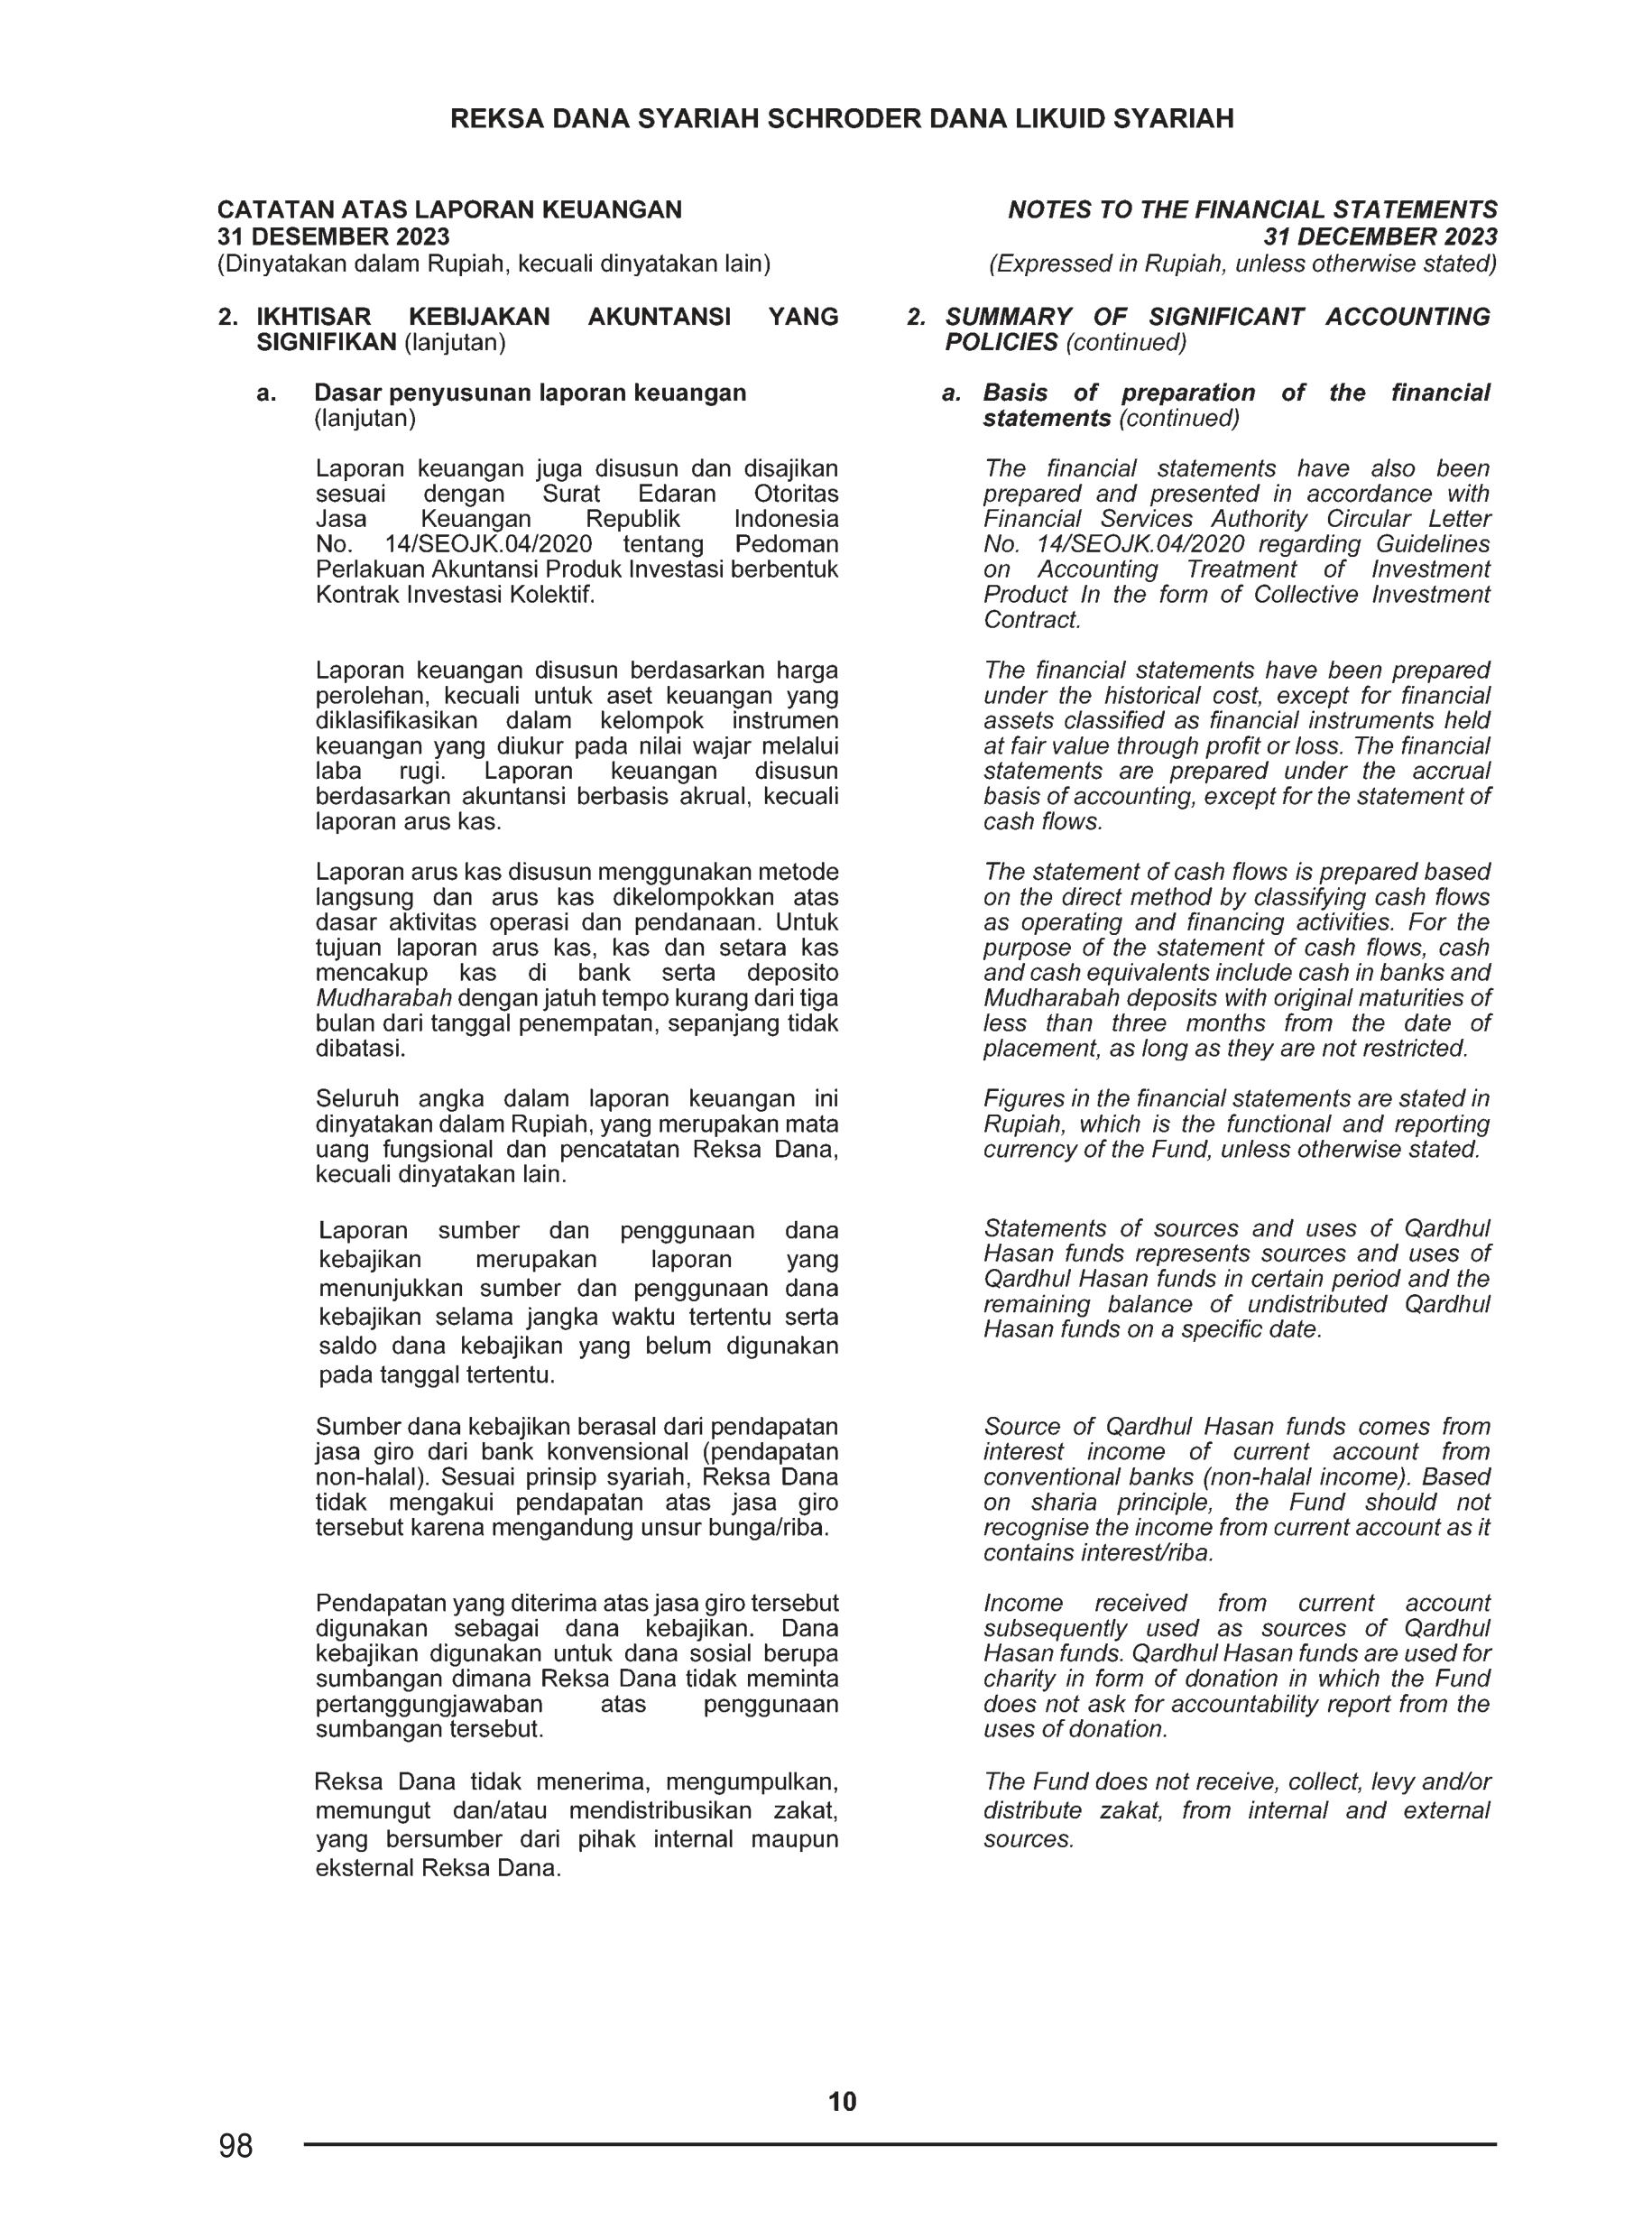 REKSA DANA SYARIAH SCHRODER DANA LIKUID SYARIAH
CATATAN ATAS LAPORAN KEUANGAN
31 DESEMBER 2023
(Dinyatakan dalam Rupiah, kecuali dinyatakan lain)
NOTES TO THE FINANCIAL STATEMENTS
31 DECEMBER 2023
(Expressed in Rupiah, unless otherwise stated)
2. IKHTISAR KEBIJAKAN AKUNTANSI YANG
SIGNIFIKAN (lanjutan)
a. Dasar penyusunan laporan keuangan
(lanjutan)
Laporan keuangan juga disusun dan disajikan
sesuai dengan Surat Edaran Otoritas
Jasa Keuangan Republik Indonesia
No. 14/SEOJK.04/2020 tentang Pedoman
Perlakuan Akuntansi Produk Investasi berbentuk
Kontrak Investasi Kolektif.
Laporan keuangan disusun berdasarkan harga
perolehan, kecuali untuk aset keuangan yang
diklasifikasikan dalam kelompok instrumen
keuangan yang diukur pada nilai wajar melalui
laba rugi. Laporan keuangan disusun
berdasarkan akuntansi berbasis akrual, kecuali
laporan arus kas.
Laporan arus kas disusun menggunakan metode
langsung dan arus kas dikelompokkan atas
dasar aktivitas operasi dan pendanaan. Untuk
tujuan laporan arus kas, kas dan setara kas
mencakup kas di bank serta deposito
Mudharabah dengan jatuh tempo kurang dari tiga
bulan dari tanggal penempatan, sepanjang tidak
dibatasi.
Seluruh angka dalam laporan keuangan ini
dinyatakan dalam Rupiah, yang merupakan mata
uang fungsional dan pencatatan Reksa Dana,
kecuali dinyatakan lain.
Laporan sumber dan penggunaan dana
kebajikan merupakan laporan yang
menunjukkan sumber dan penggunaan dana
kebajikan selama jangka waktu tertentu serta
saldo dana kebajikan yang belum digunakan
pada tanggal tertentu.
Sumber dana kebajikan berasal dari pendapatan
jasa giro dari bank konvensional (pendapatan
non-halal). Sesuai prinsip syariah, Reksa Dana
tidak mengakui pendapatan atas jasa giro
tersebut karena mengandung unsur bunga/riba.
Pendapatan yang diterima atas jasa giro tersebut
digunakan sebagai dana kebajikan. Dana
kebajikan digunakan untuk dana sosial berupa
sumbangan dimana Reksa Dana tidak meminta
pertanggungjawaban atas penggunaan
sumbangan tersebut.
Reksa Dana tidak menerima, mengumpulkan,
memungut dan/atau mendistribusikan zakat,
yang bersumber dari pihak internal maupun
eksternal Reksa Dana.
2. SUMMARY OF SIGNIFICANT ACCOUNTING
POLICIES (continued)
a. Basis of preparation of the financial
statements (continued)
The financial statements have also been
prepared and presented in accordance with
Financial Services Authority Circular Letter
No. 14/SEOJK.04/2020 regarding Guidelines
on Accounting Treatment of Investment
Product In the form of Collective Investment
Contract.
The financial statements have been prepared
under the historical cost, except for financial
assets classified as financial instruments held
at fair value through profit or loss. The financial
statements are prepared under the accrual
basis of accounting, except for the statement of
cash flows.
The statement of cash flows is prepared based
on the direct method by classifying cash flows
as operating and financing activities. For the
purpose of the statement of cash flows, cash
and cash equivalents include cash in banks and
Mudharabah deposits with original maturities of
less than three months from the date of
placement, as long as they are not restricted.
Figures in the financial statements are stated in
Rupiah, which is the functional and reporting
currency of the Fund, unless otherwise stated.
Statements of sources and uses of Qardhul
Hasan funds represents sources and uses of
Qardhul Hasan funds in certain period and the
remaining balance of undistributed Qardhul
Hasan funds on a specific date.
Source of Qardhul Hasan funds comes from
interest income of current account from
conventional banks (non-halal income). Based
on sharia principle, the Fund should not
recognise the income from current account as it
contains interest/riba.
Income received from current account
subsequently used as sources of Qardhul
Hasan funds. Qardhul Hasan funds are used for
charity in form of donation in which the Fund
does not ask for accountability report from the
uses of donation.
The Fund does not receive, collect, levy and/or
distribute zakat, from internal and external
sources.
10
98